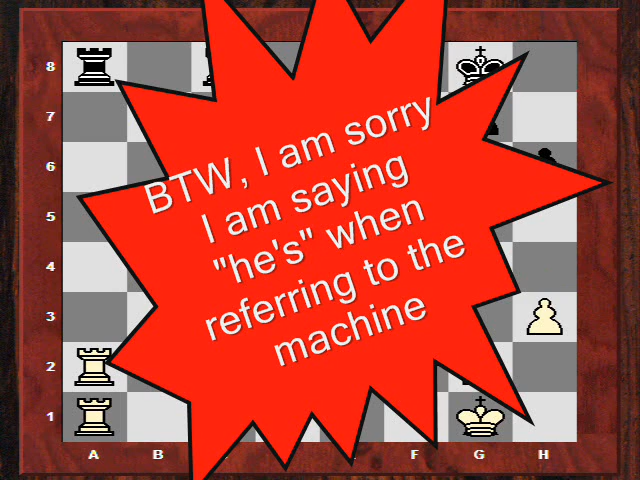 8
7
6
5
4
3
2
1
A B F G H
BTW, I am sorry
I am saying
"he's" when
referring to the
machine